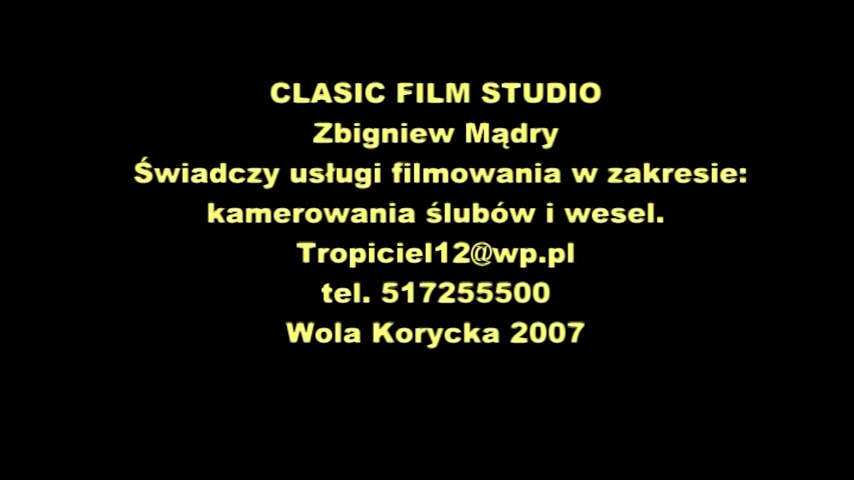 CLASIC FILM STUDIO
Zbigniew Mądry
Świadczy usługi filmowania w zakresie:
kamerowania ślubów i wesel.
Tropiciel12@wp.pl
tel. 517255500
Wola Korycka 2007